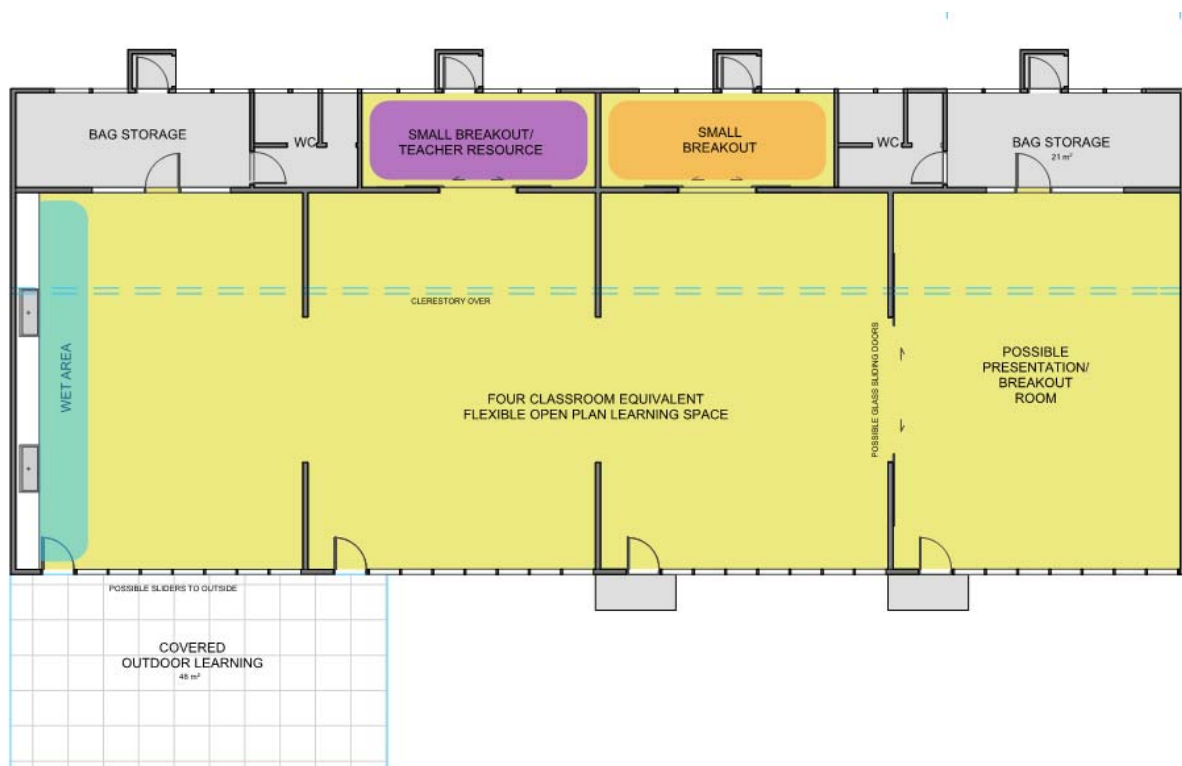 BAG STORAGE
WC
SMALL BREAKOUT/
TEACHER RESOURCE
SMALL
BREAKOUT
WC
BAG STORAGE
21 m²
CLERESTORY OVER
WET AREA
FOUR CLASSROOM EQUIVALENT
FLEXIBLE OPEN PLAN LEARNING SPACE
POSSIBLE GLASS SLIDING DOORS
POSSIBLE
PRESENTATION/
BREAKOUT
ROOM
POSSIBLE SLIDERS TO OUTSIDE
COVERED
OUTDOOR LEARNING
48 m²